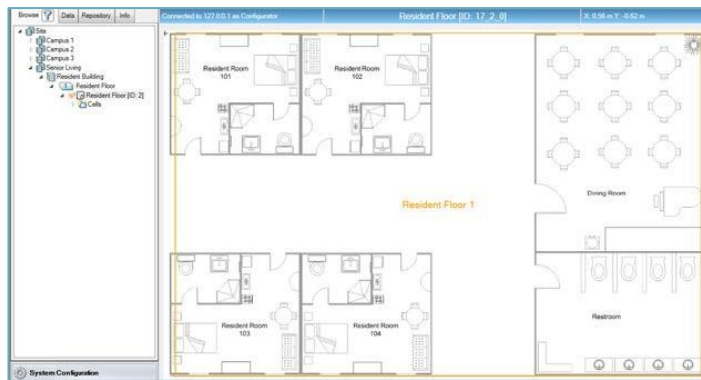 Browse Data Repository Info
Connected to 127.0.0.1 as Configurator
Resident Floor [ID: 17_2_0]
X: 0.56 m Y: -0.62 m
Site
Campus 1
Campus 2
Campus 3
Senior Living
Resident Building
Resident Floor
Resident Floor [ID: 2]
Cells
System Configuration
Resident Room
101
Resident Room
102
Dining Room
Resident Floor 1
Resident Room
103
Resident Room
104
Restroom